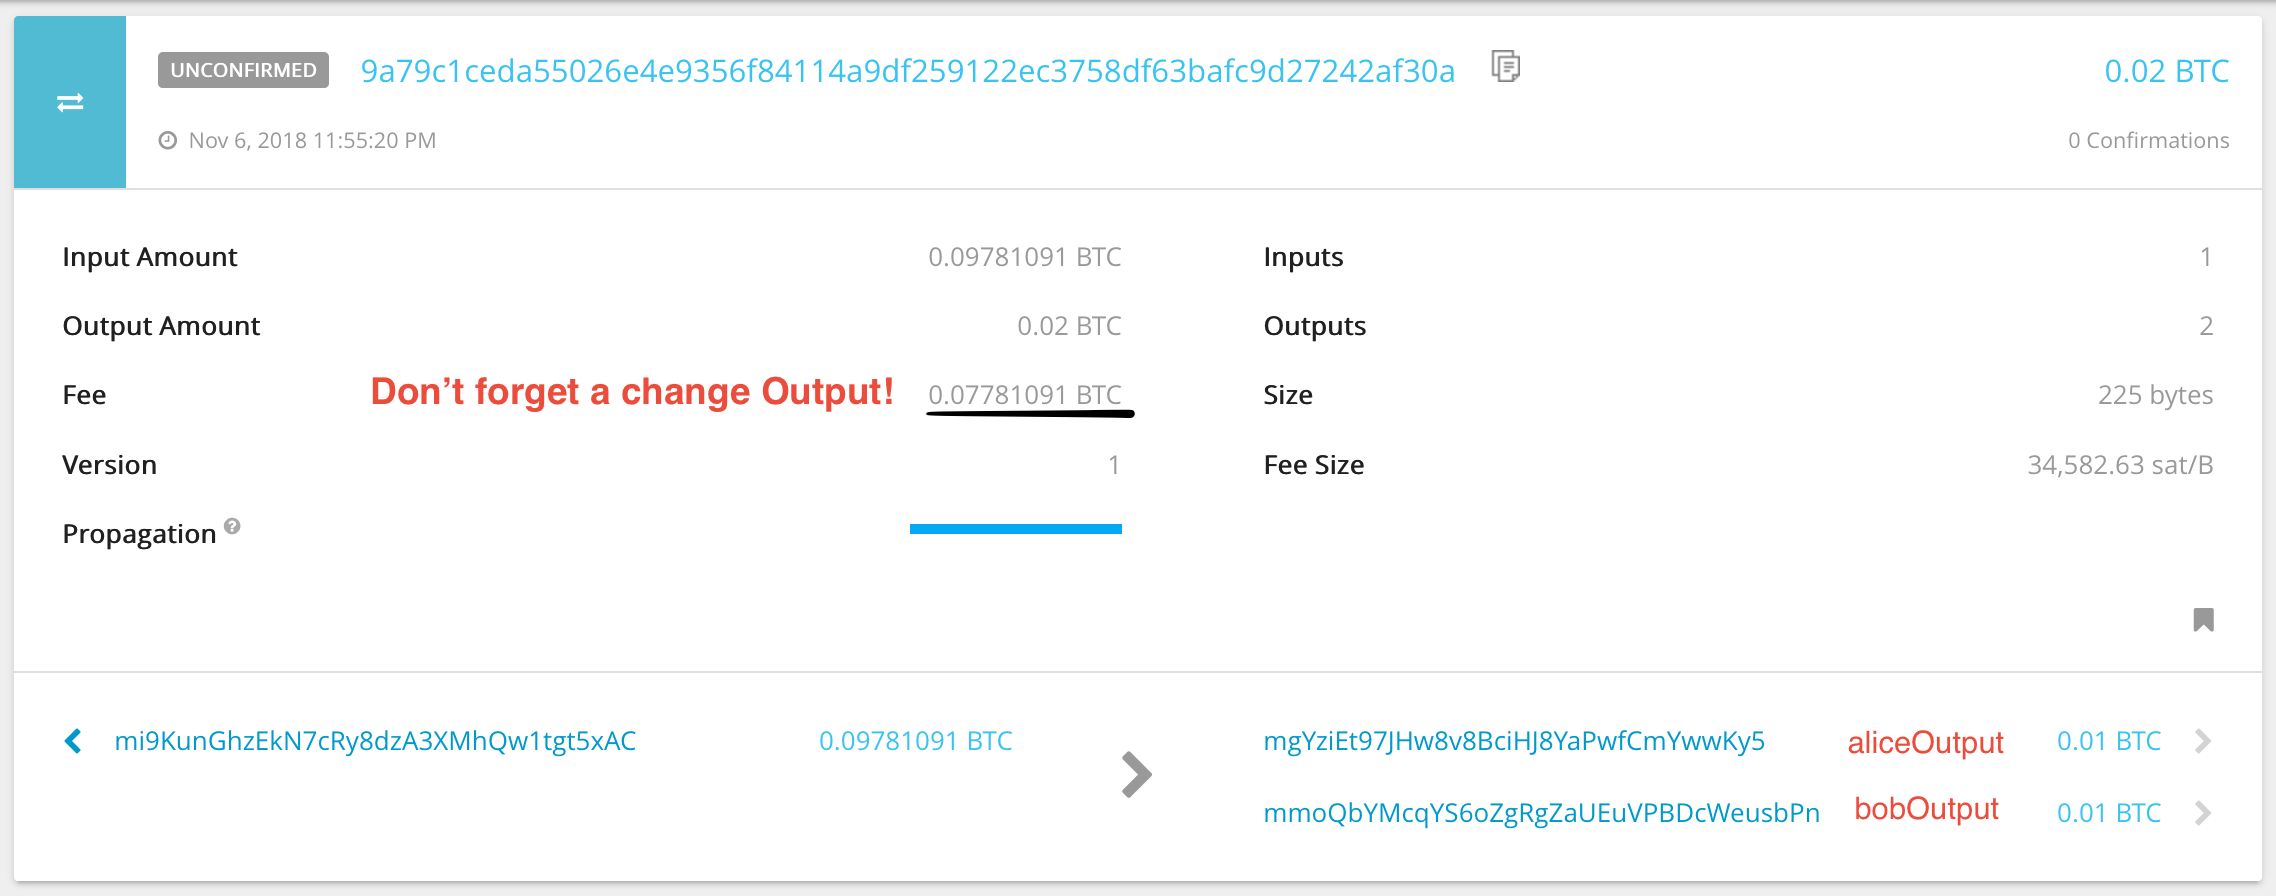 UNCONFIRMED 9a79c1ceda55026e4e9356f84114a9df259122ec3758df63bafc9d27242af30a 0.02 BTC
Nov 6, 2018 11:55:20 PM 0 Confirmations
Input Amount 0.09781091 BTC Inputs 1
Output Amount 0.02 BTC Outputs 2
Fee Don't forget a change Output! 0.07781091 BTC Size 225 bytes
Version 1 Fee Size 34,582.63 sat/B
Propagation ?
mi9KunGhzEkN7cRy8dzA3XMhQw1tgt5xAC 0.09781091 BTC mgYziEt97JHw8v8BciHJ8YaPwfCmYwwKy5 aliceOutput 0.01 BTC
mmoQbYMcqYS6oZgRgZaUEuVPBDcWeusbPn bobOutput 0.01 BTC